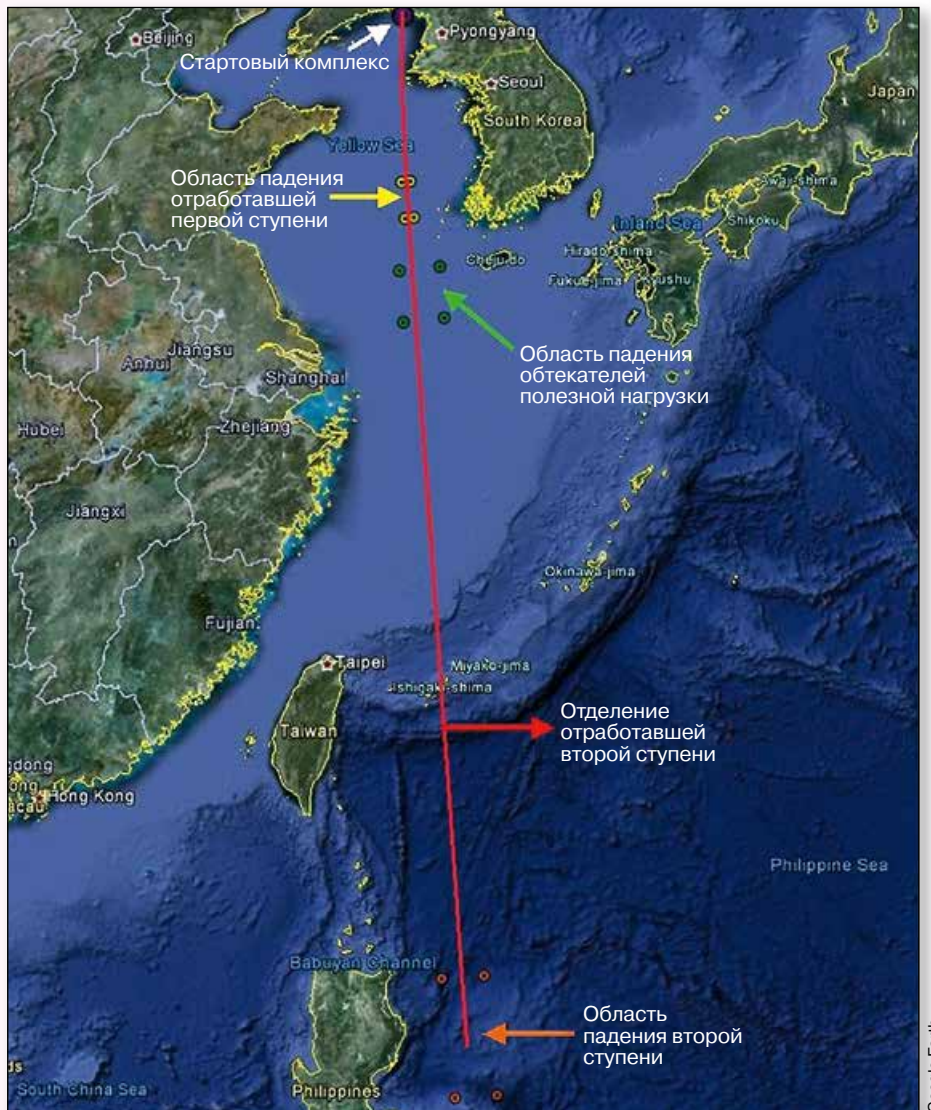 Beijing
Pyongyang
Стартовый комплекс
Seoul
Japan
South Korea
Yellow Sea
Область падения
отработавшей
первой ступени
Awaji-shima
Inland Sea
Shikoku
Cheju do
Hirado/shima
Fukue-jima
Kyushu
Jiangsu
Anhui
Область падения
обтекателей
полезной нагрузки
Shanghai
Hubei
Zhejiang
Jiangxi
Okinawa-jima
Fujian
Taipei
Miyako-jima
Ishigaki-shima
Taiwan
Отделение
отработавшей
второй ступени
Hong Kong
Philippine Sea
Babuyan Channel
Область
падения второй
ступени
South China Sea
Philippines